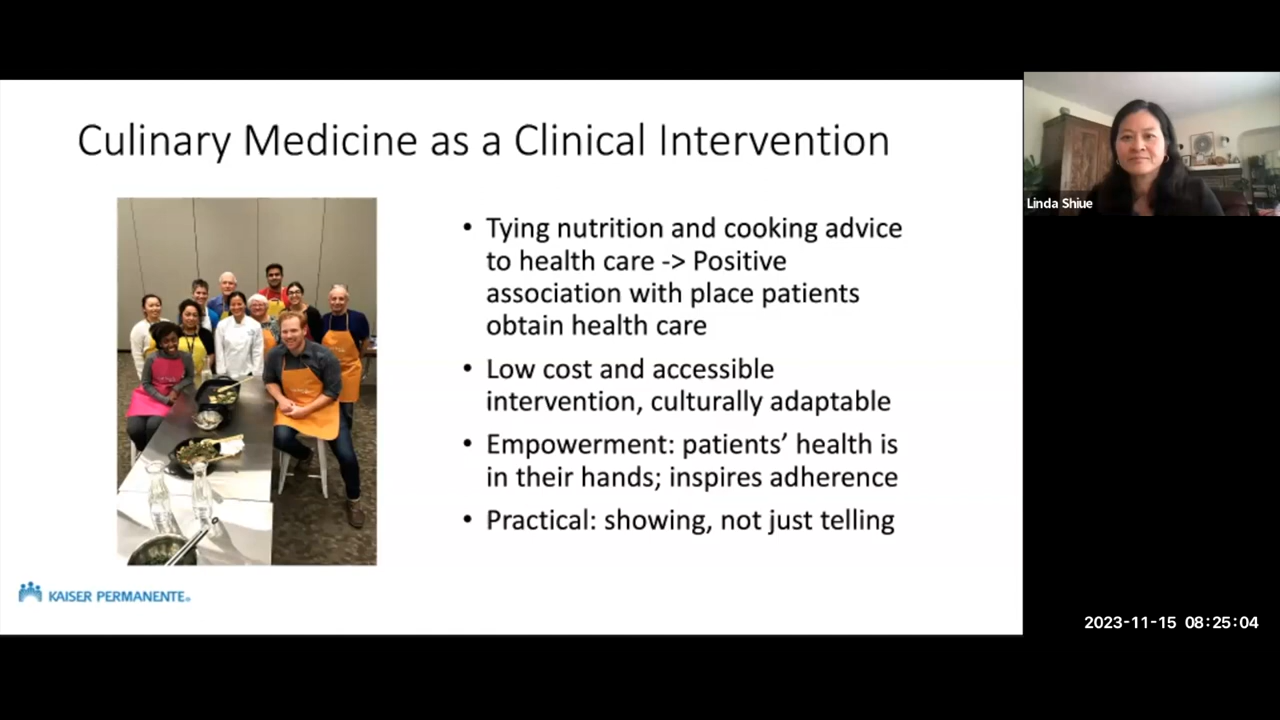 Culinary Medicine as a Clinical Intervention
• Tying nutrition and cooking advice
to health care -> Positive
association with place patients
obtain health care
• Low cost and accessible
intervention, culturally adaptable
• Empowerment: patients’ health is
in their hands; inspires adherence
• Practical: showing, not just telling
KAISER PERMANENTE®
Linda Shiue
2023-11-15 08:25:04